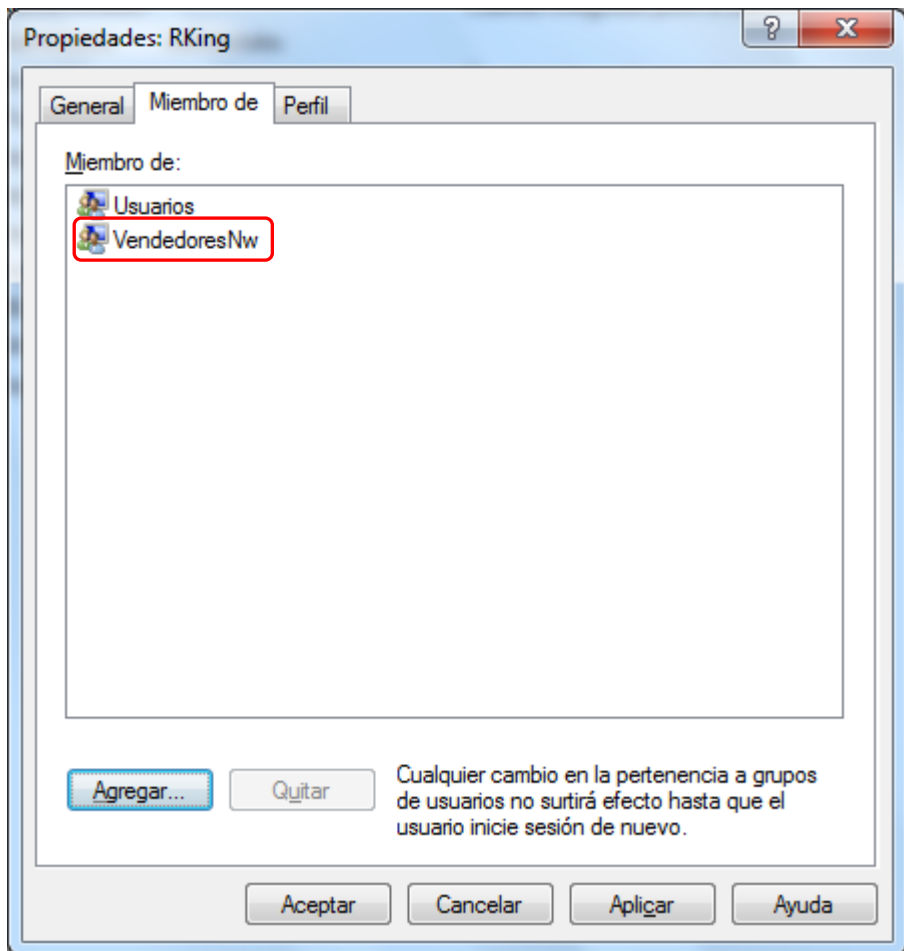 Propiedades: RKing
General Miembro de Perfil
Miembro de:
Usuarios
VendedoresNw
Agregar... Quitar
Cualquier cambio en la pertenencia a grupos
de usuarios no surtirá efecto hasta que el
usuario inicie sesión de nuevo.
Aceptar Cancelar Aplicar Ayuda